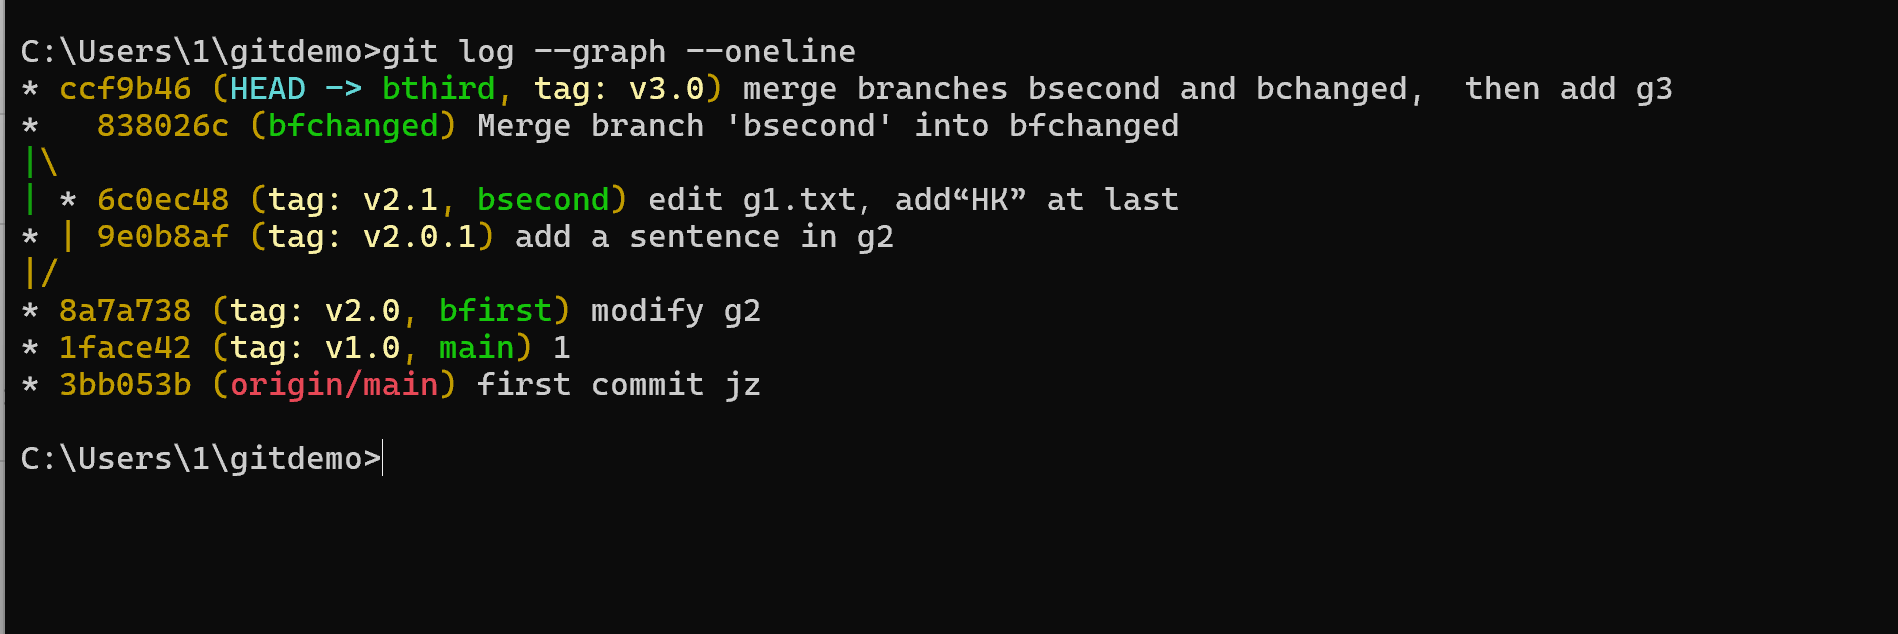 C:\Users\1\gitdemo>git log --graph --oneline
* ccf9b46 (HEAD -> bthird, tag: v3.0) merge branches bsecond and bchanged,  then add g3
*   838026c (bfchanged) Merge branch 'bsecond' into bfchanged
|\
| * 6c0ec48 (tag: v2.1, bsecond) edit g1.txt, add“HK” at last
* | 9e0b8af (tag: v2.0.1) add a sentence in g2
|/
* 8a7a738 (tag: v2.0, bfirst) modify g2
* 1face42 (tag: v1.0, main) 1
* 3bb053b (origin/main) first commit jz
C:\Users\1\gitdemo>